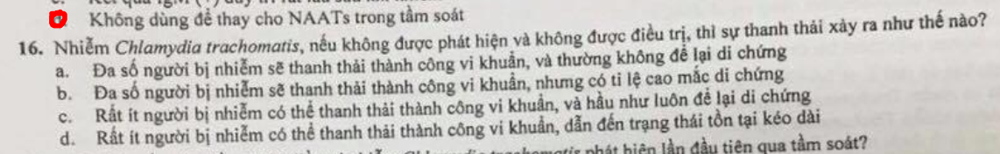 Không dùng để thay cho NAATs trong tầm soát
16. Nhiễm Chlamydia trachomatis, nếu không được phát hiện và không được điều trị, thì sự thanh thải xảy ra như thế nào?
a. Đa số người bị nhiễm sẽ thanh thải thành công vi khuẩn, và thường không để lại di chứng
b. Đa số người bị nhiễm sẽ thanh thải thành công vi khuẩn, nhưng có tỉ lệ cao mắc di chứng
c. Rất ít người bị nhiễm có thể thanh thải thành công vi khuẩn, và hầu như luôn để lại di chứng
d. Rất ít người bị nhiễm có thể thanh thải thành công vi khuẩn, dẫn đến trạng thái tồn tại kéo dài
phát hiện lần đầu tiên qua tầm soát?